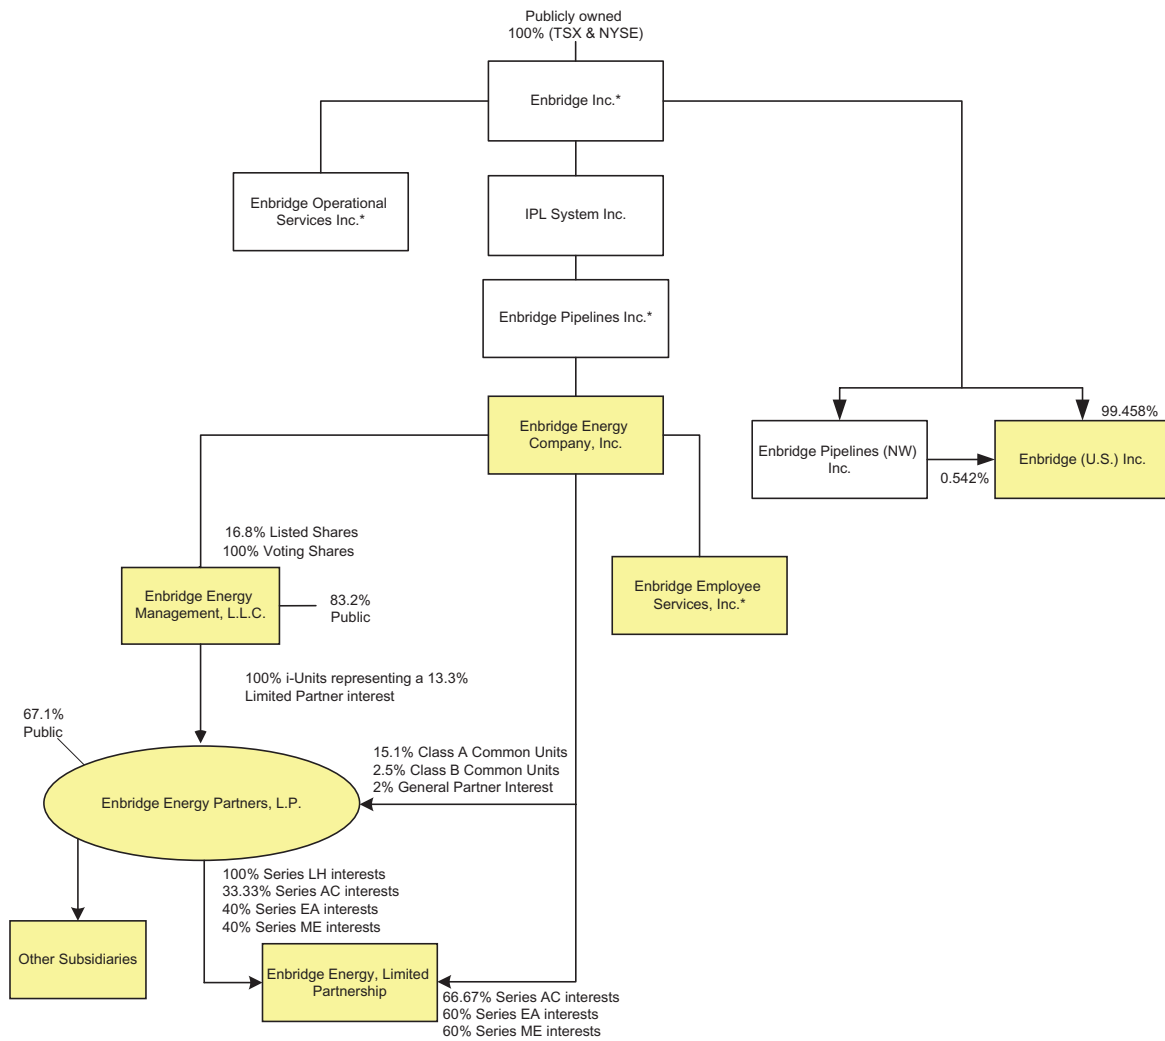 Publicly owned
100% (TSX & NYSE)
Enbridge Inc.*
Enbridge Operational
Services Inc.*
IPL System Inc.
Enbridge Pipelines Inc.*
Enbridge Energy
Company, Inc.
99.458%
Enbridge Pipelines (NW)
Inc.
0.542%
Enbridge (U.S.) Inc.
16.8% Listed Shares
100% Voting Shares
Enbridge Energy
Management, L.L.C.
83.2%
Public
Enbridge Employee
Services, Inc.*
100% i-Units representing a 13.3%
Limited Partner interest
67.1%
Public
15.1% Class A Common Units
2.5% Class B Common Units
2% General Partner Interest
Enbridge Energy Partners, L.P.
100% Series LH interests
33.33% Series AC interests
40% Series EA interests
40% Series ME interests
Other Subsidiaries
Enbridge Energy, Limited
Partnership
66.67% Series AC interests
60% Series EA interests
60% Series ME interests